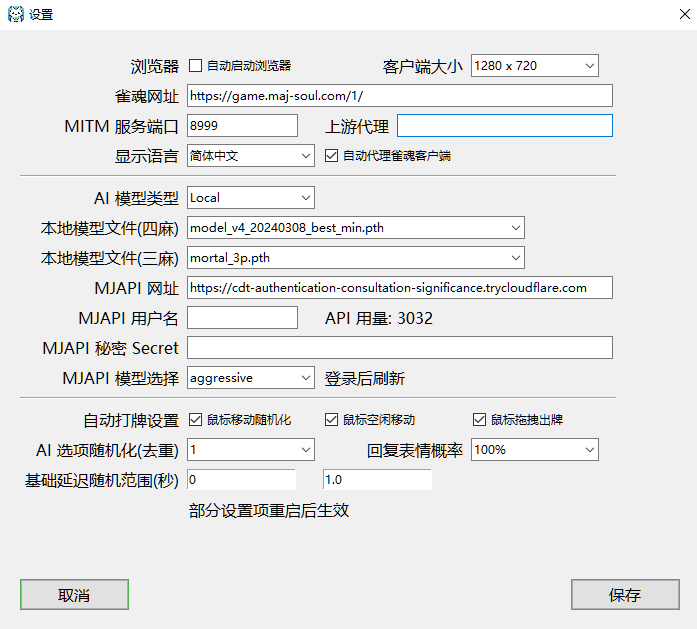 设置
浏览器 自动启动浏览器 客户端大小 1280 x 720
雀魂网址 https://game.maj-soul.com/1/
MITM 服务端口 8999 上游代理
显示语言 简体中文 自动代理雀魂客户端
AI 模型类型 Local
本地模型文件(四麻) model_v4_20240308_best_min.pth
本地模型文件(三麻) mortal_3p.pth
MJAPI 网址 https://cdt-authentication-consultation-significance.trycloudflare.com
MJAPI 用户名 API 用量: 3032
MJAPI 秘密 Secret
MJAPI 模型选择 aggressive 登录后刷新
自动打牌设置 鼠标移动随机化 鼠标空闲移动 鼠标拖拽出牌
AI 选项随机化(去重) 1 回复表情概率 100%
基础延迟随机范围(秒) 0 1.0
部分设置项重启后生效
取消 保存